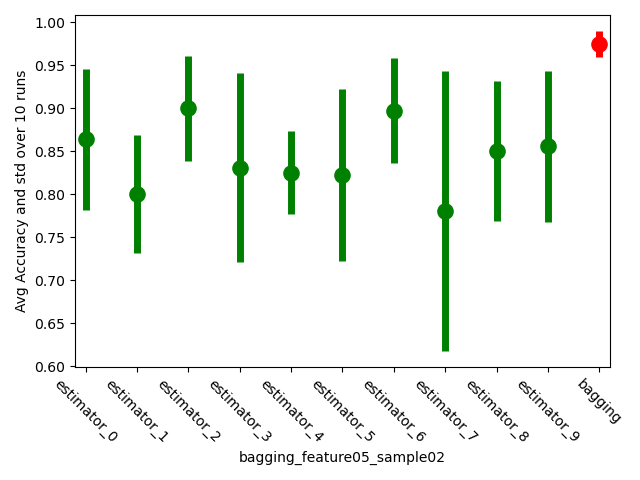 1.00
0.95
0.90
0.85
0.80
0.75
0.70
0.65
0.60
Avg Accuracy and std over 10 runs
estimator_0
estimator_1
estimator_2
estimator_3
estimator_4
estimator_5
estimator_6
estimator_7
estimator_8
estimator_9
bagging
bagging_feature05_sample02